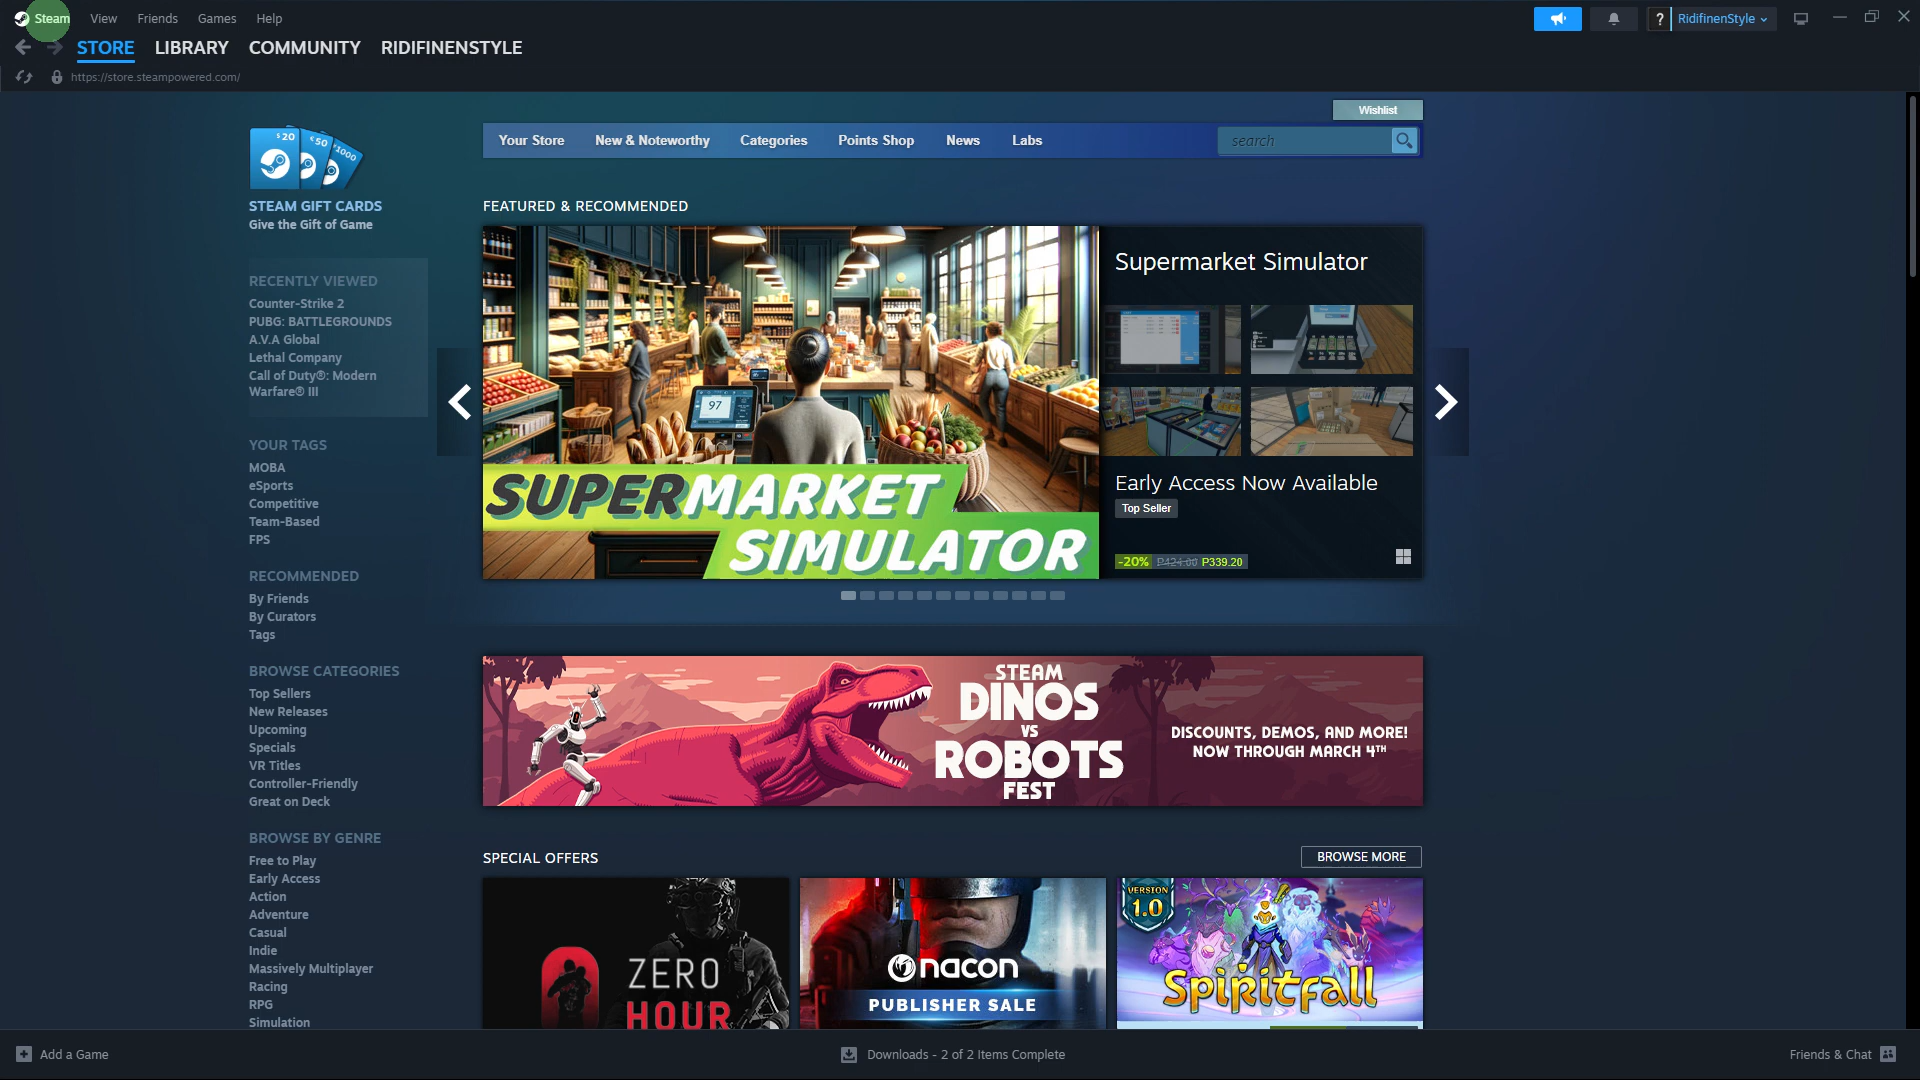 Steam View Friends Games Help
? RidifinenStyle
STORE LIBRARY COMMUNITY RIDIFINENSTYLE
https://store.steampowered.com/
Wishlist
Your Store New & Noteworthy Categories Points Shop News Labs search
$20 €50 ¥1000
STEAM GIFT CARDS
Give the Gift of Game
RECENTLY VIEWED
Counter-Strike 2
PUBG: BATTLEGROUNDS
A.V.A Global
Lethal Company
Call of Duty®: Modern
Warfare® III
YOUR TAGS
MOBA
eSports
Competitive
Team-Based
FPS
RECOMMENDED
By Friends
By Curators
Tags
BROWSE CATEGORIES
Top Sellers
New Releases
Upcoming
Specials
VR Titles
Controller-Friendly
Great on Deck
BROWSE BY GENRE
Free to Play
Early Access
Action
Adventure
Casual
Indie
Massively Multiplayer
Racing
RPG
Simulation
FEATURED & RECOMMENDED
97
SUPERMARKET
SIMULATOR
Supermarket Simulator
Early Access Now Available
Top Seller
-20% P424.00 P339.20
STEAM
DINOS
VS
ROBOTS
FEST
DISCOUNTS, DEMOS, AND MORE!
NOW THROUGH MARCH 4TH
SPECIAL OFFERS
BROWSE MORE
ZERO
HOUR
nacon
PUBLISHER SALE
VERSION
1.0
Spiritfall
Add a Game
Downloads - 2 of 2 Items Complete
Friends & Chat